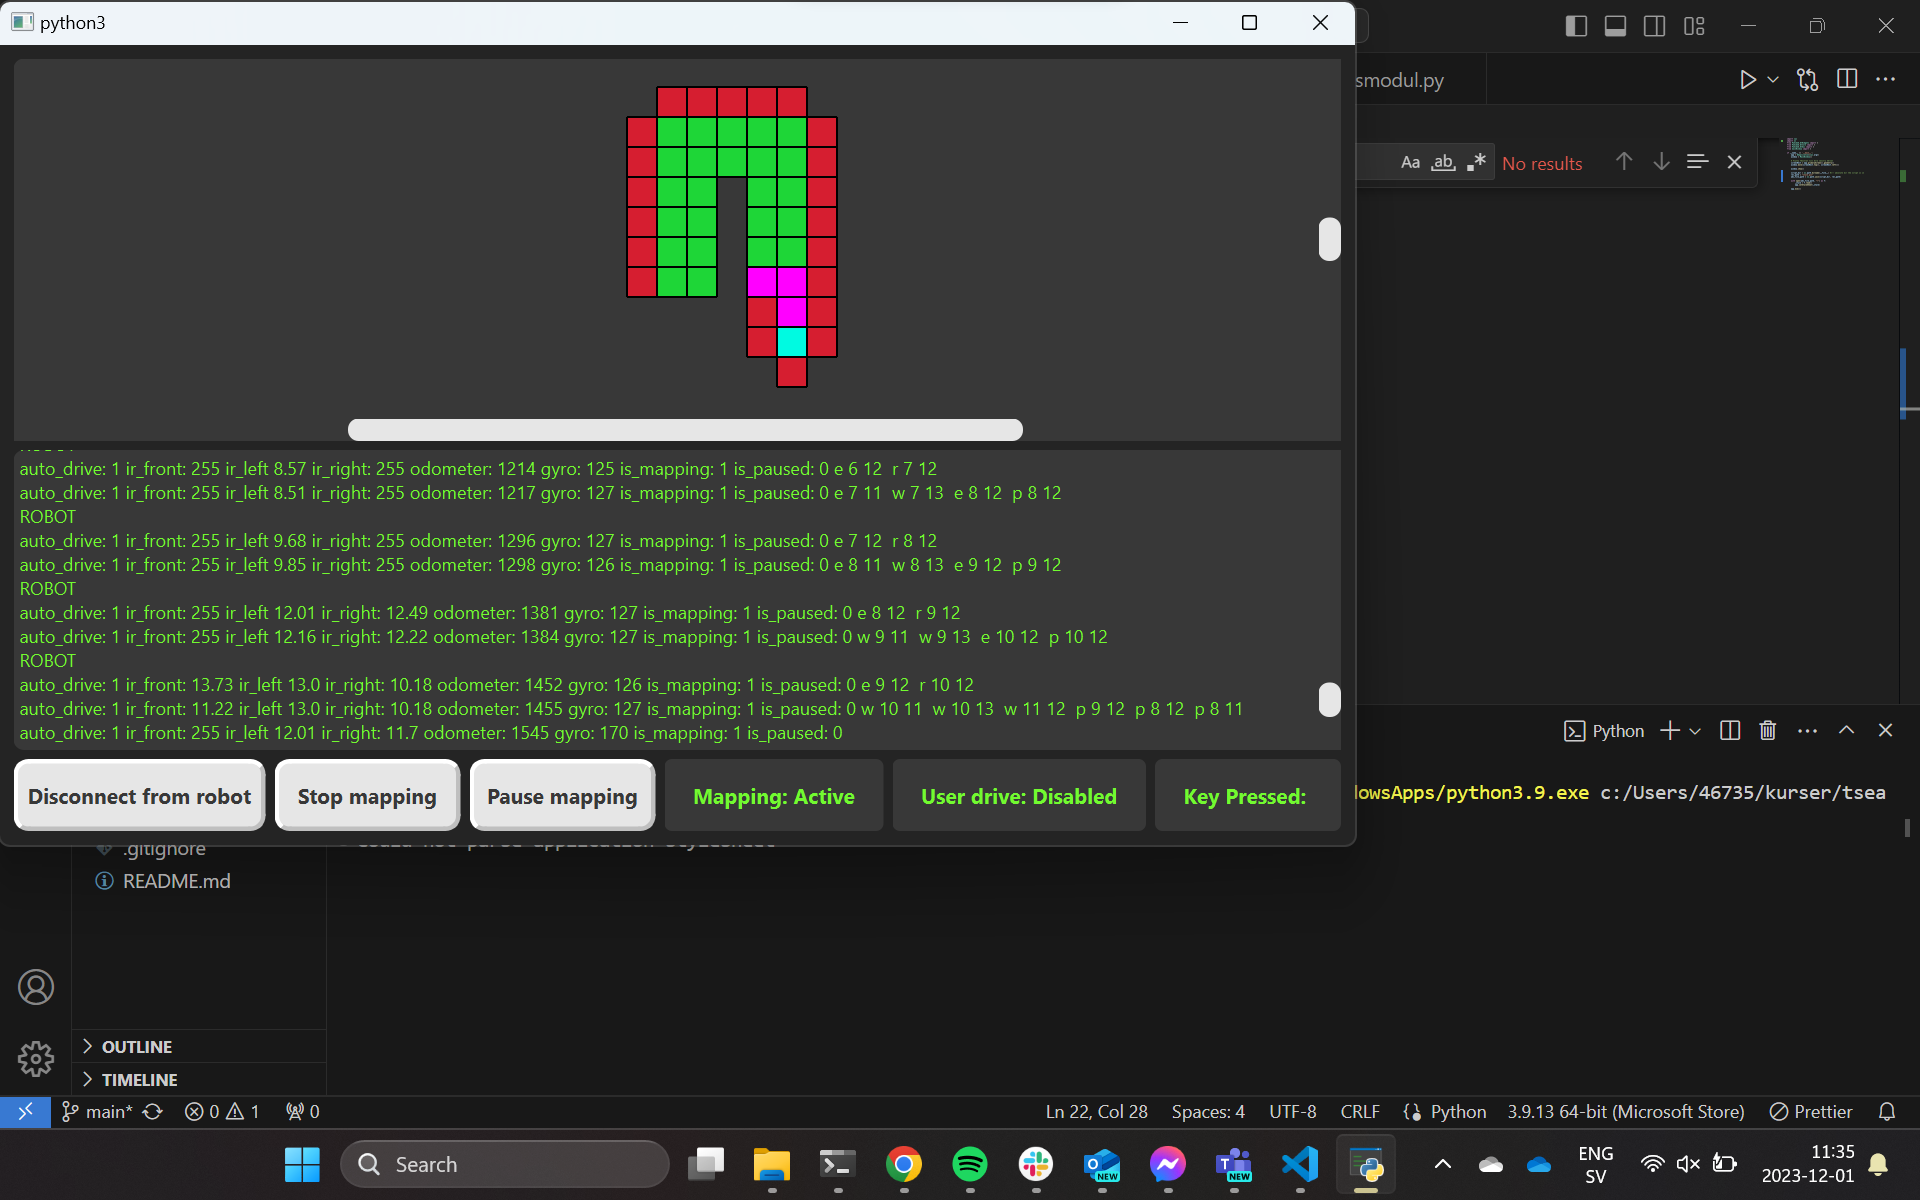 python3
smodul.py
Aa ab .* No results
ROBOT
auto_drive: 1 ir_front: 255 ir_left 8.57 ir_right: 255 odometer: 1214 gyro: 125 is_mapping: 1 is_paused: 0 e 6 12  r 7 12
auto_drive: 1 ir_front: 255 ir_left 8.51 ir_right: 255 odometer: 1217 gyro: 127 is_mapping: 1 is_paused: 0 e 7 11  w 7 13  e 8 12  p 8 12
ROBOT
auto_drive: 1 ir_front: 255 ir_left 9.68 ir_right: 255 odometer: 1296 gyro: 127 is_mapping: 1 is_paused: 0 e 7 12  r 8 12
auto_drive: 1 ir_front: 255 ir_left 9.85 ir_right: 255 odometer: 1298 gyro: 126 is_mapping: 1 is_paused: 0 e 8 11  w 8 13  e 9 12  p 9 12
ROBOT
auto_drive: 1 ir_front: 255 ir_left 12.01 ir_right: 12.49 odometer: 1381 gyro: 127 is_mapping: 1 is_paused: 0 e 8 12  r 9 12
auto_drive: 1 ir_front: 255 ir_left 12.16 ir_right: 12.22 odometer: 1384 gyro: 127 is_mapping: 1 is_paused: 0 w 9 11  w 9 13  e 10 12  p 10 12
ROBOT
auto_drive: 1 ir_front: 13.73 ir_left 13.0 ir_right: 10.18 odometer: 1452 gyro: 126 is_mapping: 1 is_paused: 0 e 9 12  r 10 12
auto_drive: 1 ir_front: 11.22 ir_left 13.0 ir_right: 10.18 odometer: 1455 gyro: 127 is_mapping: 1 is_paused: 0 w 10 11  w 10 13  w 11 12  p 9 12  p 8 12  p 8 11
auto_drive: 1 ir_front: 255 ir_left 12.01 ir_right: 11.7 odometer: 1545 gyro: 170 is_mapping: 1 is_paused: 0
Python
Disconnect from robot
Stop mapping
Pause mapping
Mapping: Active
User drive: Disabled
Key Pressed:
lowsApps/python3.9.exe c:/Users/46735/kurser/tsea
.gitignore
README.md
OUTLINE
TIMELINE
main* 0 1 0
Ln 22, Col 28 Spaces: 4 UTF-8 CRLF Python 3.9.13 64-bit (Microsoft Store) Prettier
Search
NEW
NEW
ENG
SV
11:35
2023-12-01